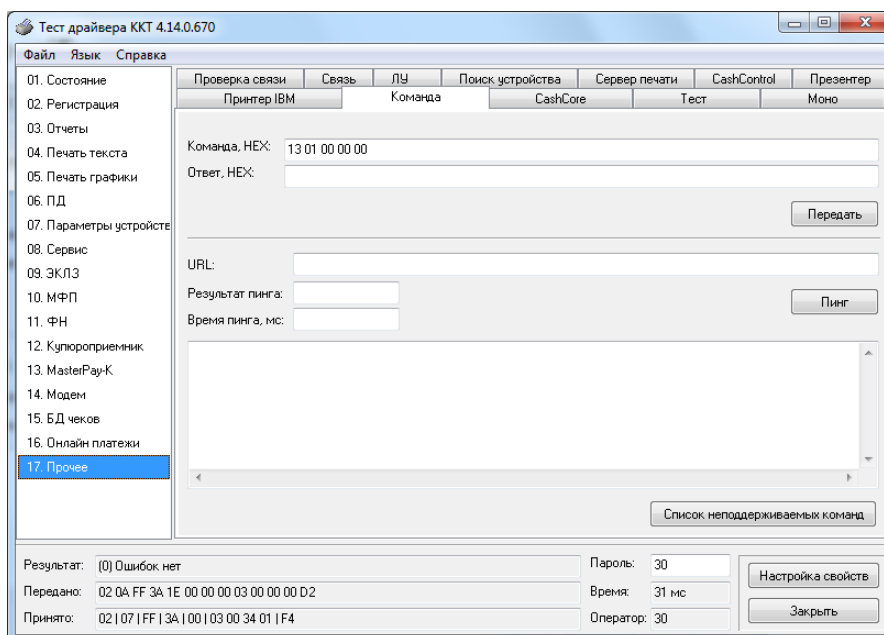 Тест драйвера ККТ 4.14.0.670
Файл Язык Справка
01. Состояние
02. Регистрация
03. Отчеты
04. Печать текста
05. Печать графики
06. ПД
07. Параметры устройств
08. Сервис
09. ЭКЛЗ
10. МФП
11. ФН
12. Купюроприемник
13. MasterPay-K
14. Модем
15. БД чеков
16. Онлайн платежи
17. Прочее
Проверка связи Связь ЛУ Поиск устройства Сервер печати CashControl Презентер
Принтер IBM Команда CashCore Тест Моно
Команда, HEX: 13 01 00 00 00
Ответ, HEX:
Передать
URL:
Результат пинга:
Пинг
Время пинга, мс:
Список неподдерживаемых команд
Результат: (0) Ошибок нет Пароль: 30
Настройка свойств
Передано: 02 0A FF 3A 1E 00 00 00 03 00 00 00 D2 Время: 31 мс
Принято: 02 | 07 | FF | 3A | 00 | 03 00 34 01 | F4 Оператор: 30
Закрыть